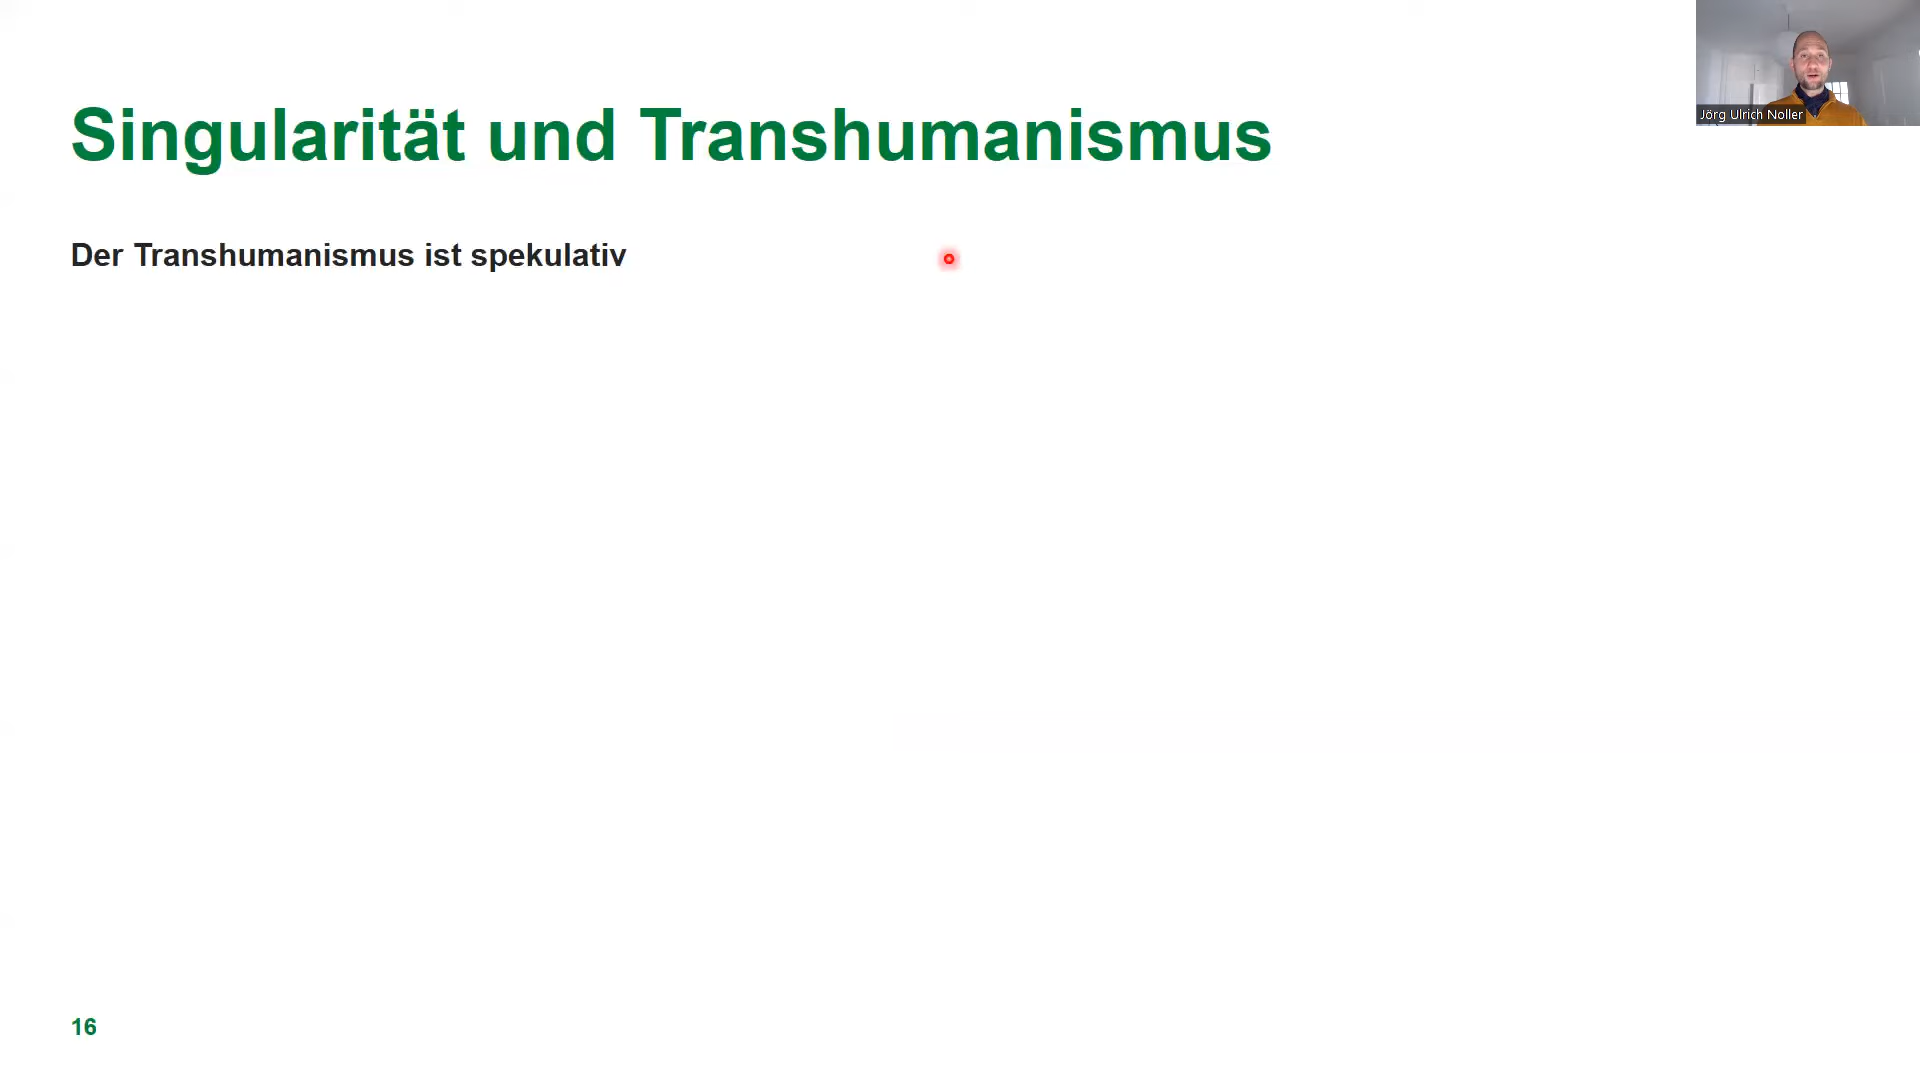 Singularität und Transhumanismus
Jörg Ulrich Noller
Der Transhumanismus ist spekulativ
16